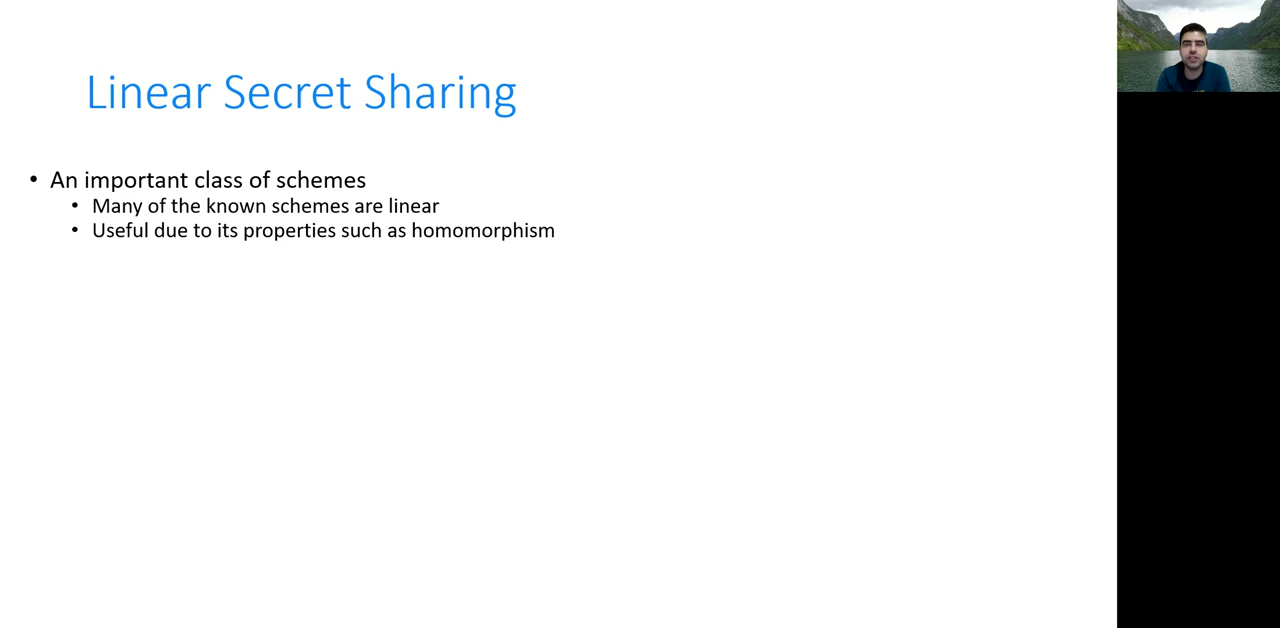 Linear Secret Sharing
• An important class of schemes
• Many of the known schemes are linear
• Useful due to its properties such as homomorphism